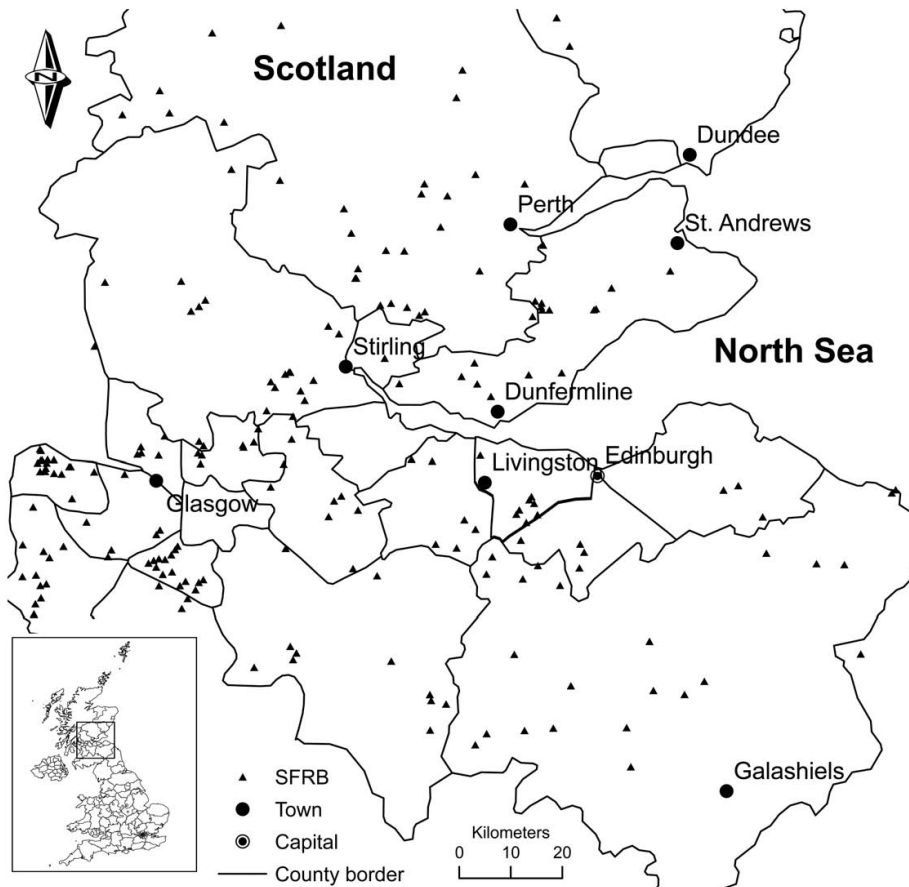 Scotland
N
Dundee
Perth
St. Andrews
Stirling
North Sea
Dunfermline
Livingston
Edinburgh
Glasgow
Galashiels
SFRB
Town
Capital
County border
Kilometers
0 10 20